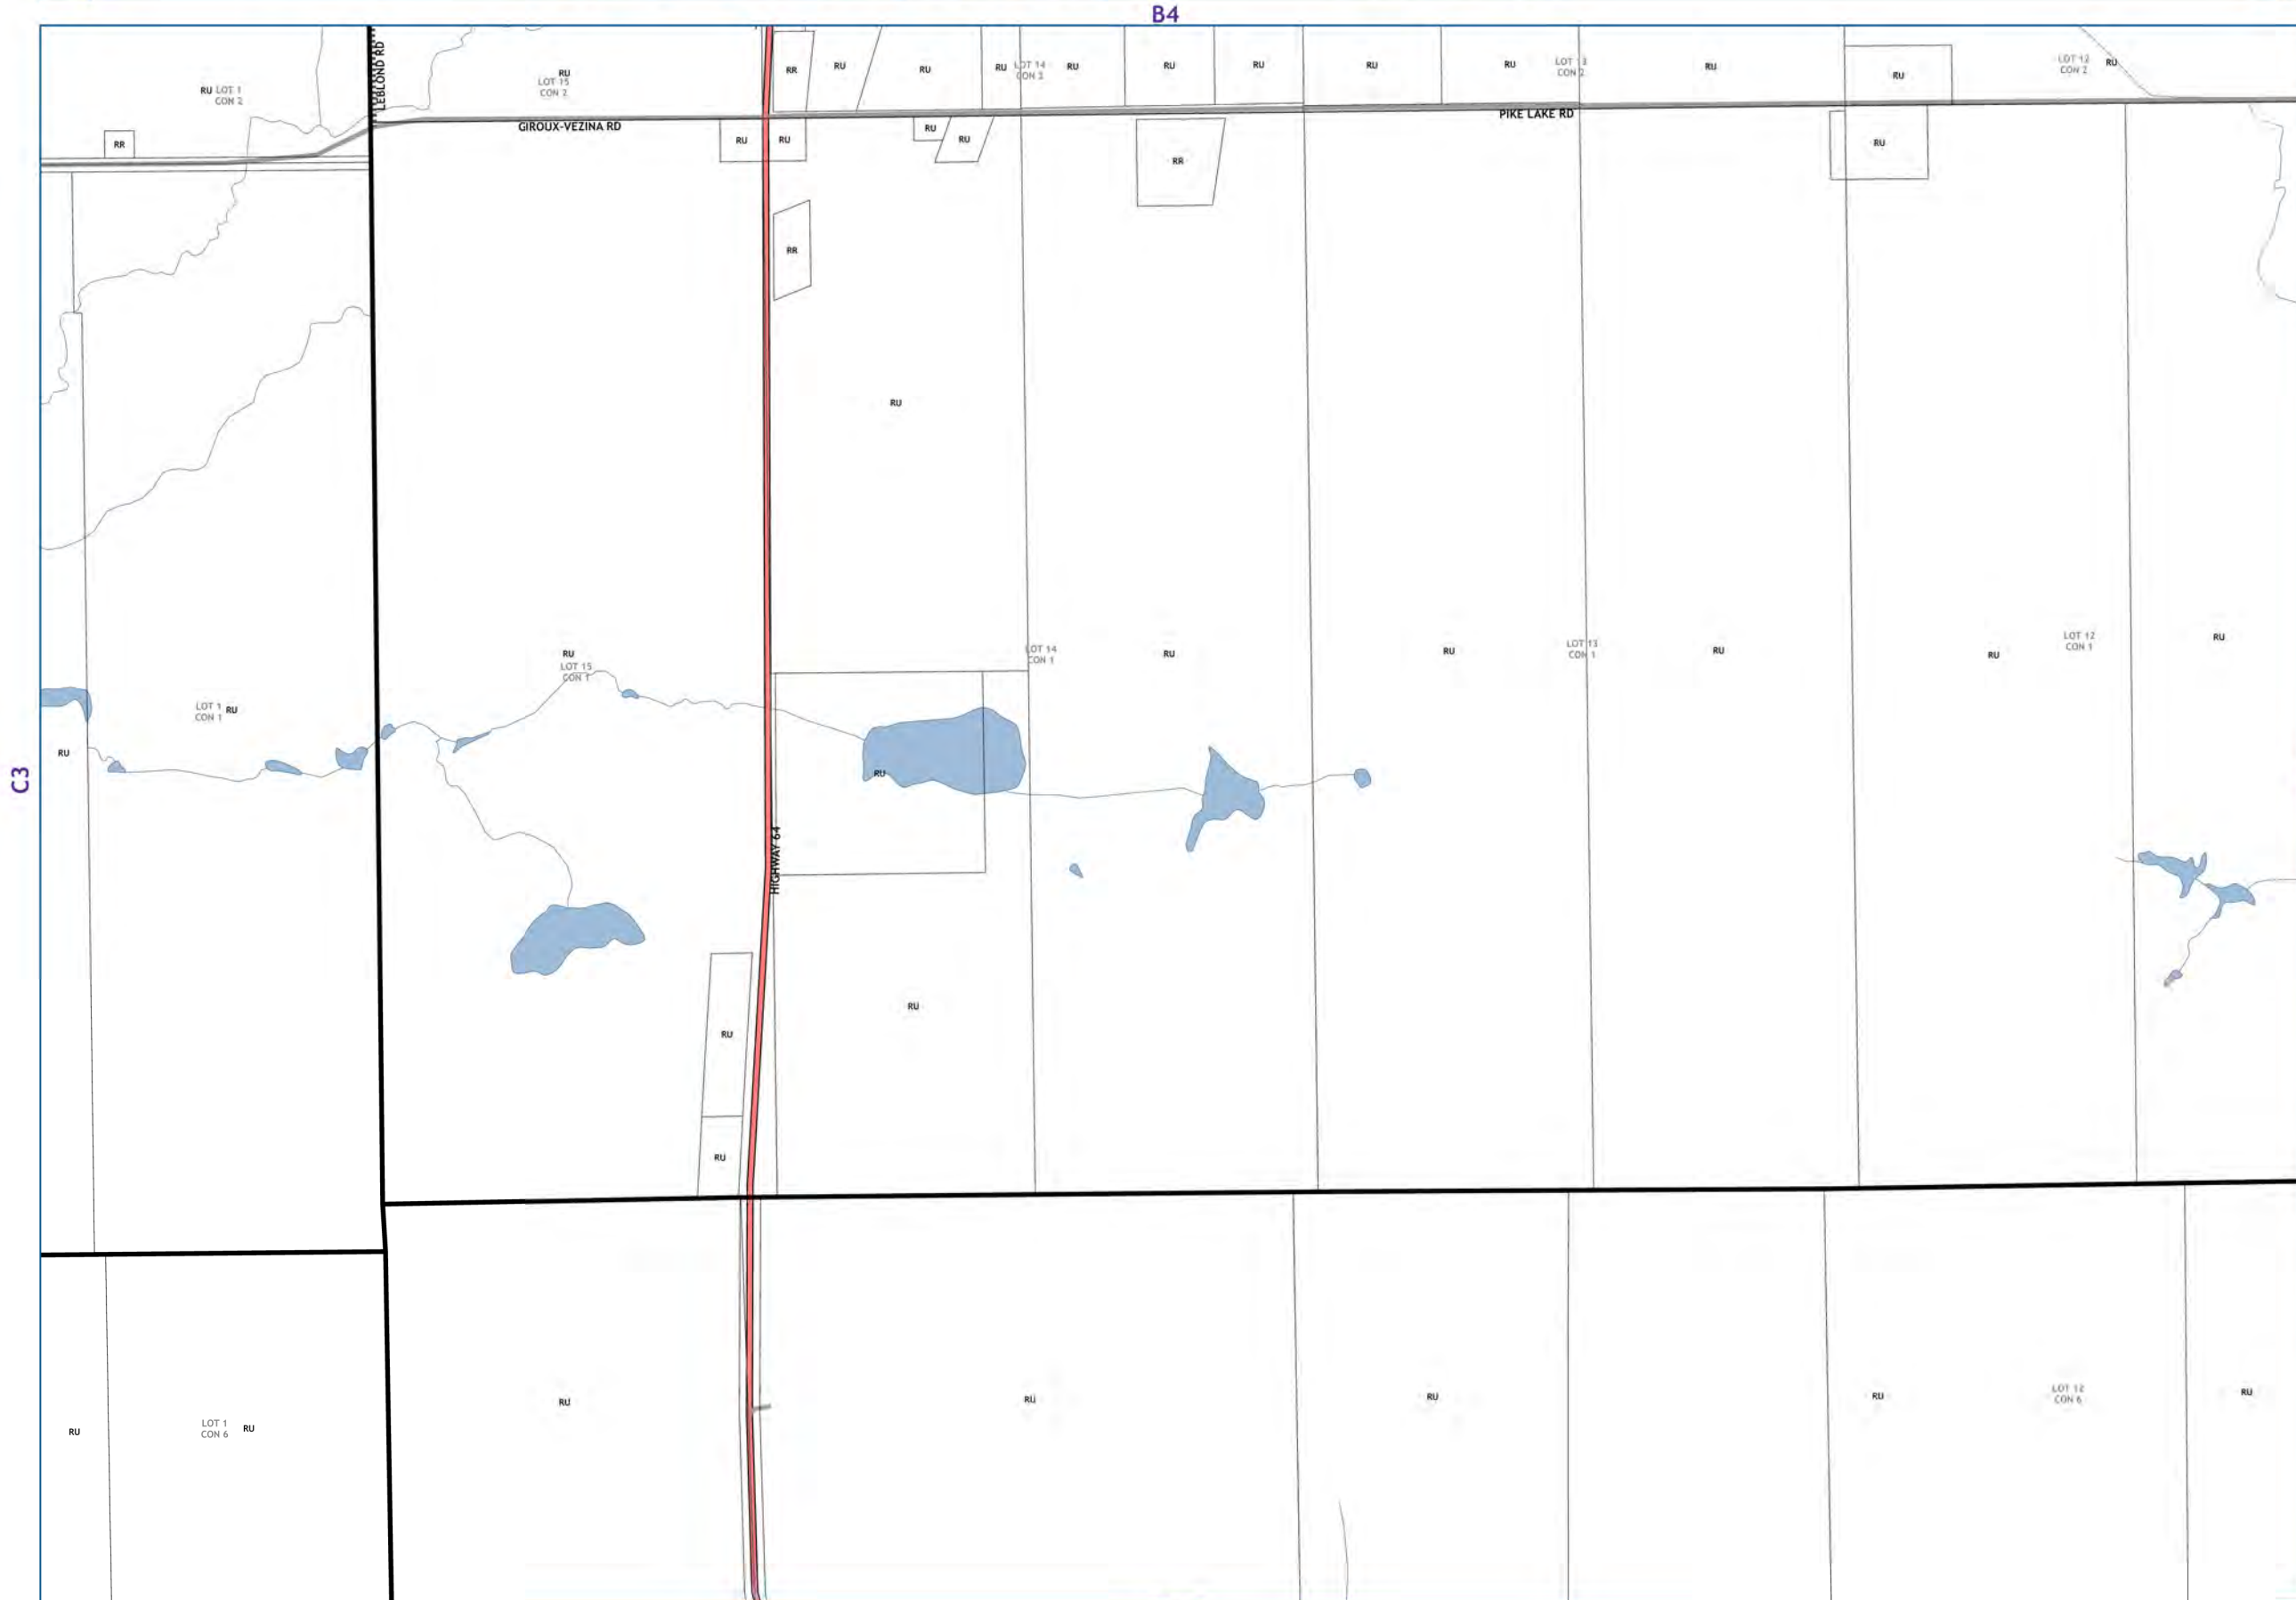 B4
LEBLOND RD
RU LOT 1
CON 2
RU
LOT 15
CON 2
RR
RU
RU
RU
LOT 14
CON 2
RU
RU
RU
RU
RU
LOT 13
CON 2
RU
RU
LOT 12
CON 2
RU
GIROUX-VEZINA RD
PIKE LAKE RD
RR
RU
RU
RU
RU
RR
RU
RR
RU
RU
LOT 15
CON 1
LOT 14
CON 1
RU
RU
LOT 13
CON 1
RU
RU
LOT 12
CON 1
RU
LOT 1
CON 1
RU
RU
RU
C3
HIGHWAY 64
RU
RU
RU
RU
RU
RU
RU
LOT 12
CON 6
RU
RU
LOT 1
CON 6
RU